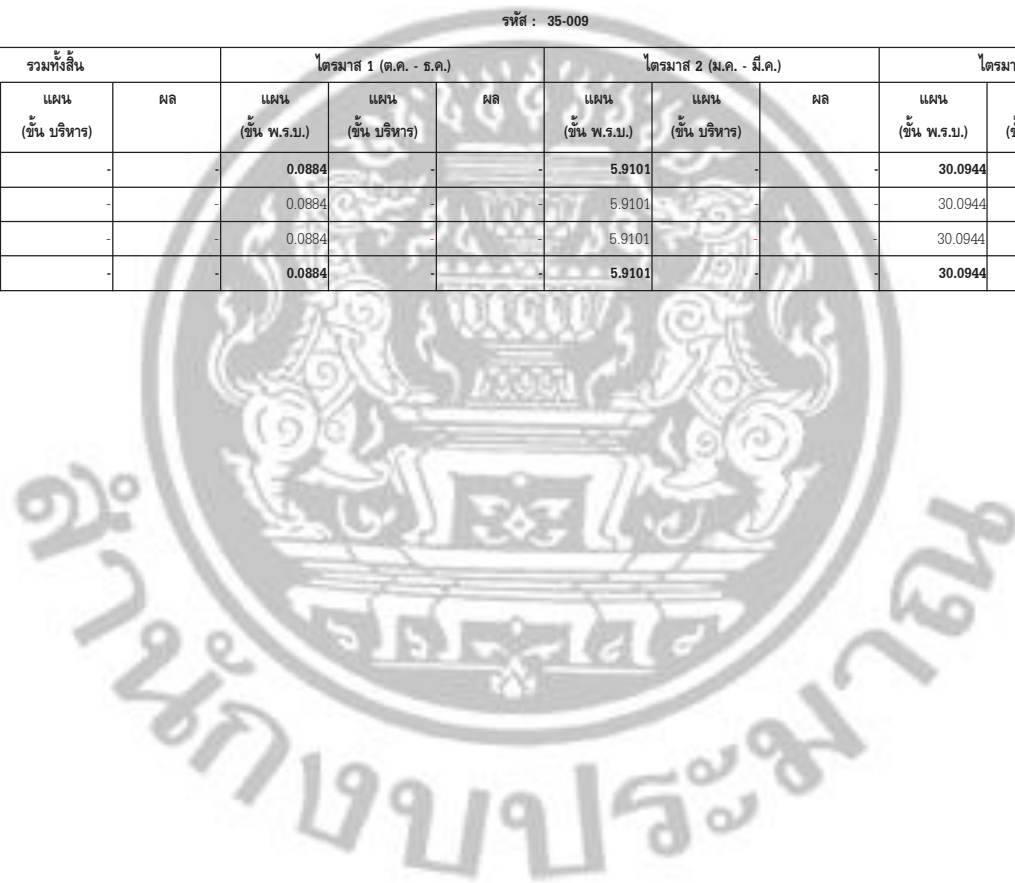 รหัส : 35-009
รวมทั้งสิ้น ไตรมาส 1 (ต.ค. - ธ.ค.) ไตรมาส 2 (ม.ค. - มี.ค.) ไตรมา
แผน ผล แผน แผน ผล แผน แผน ผล แผน
(ขั้น บริหาร) (ขั้น พ.ร.บ.) (ขั้น บริหาร) (ขั้น พ.ร.บ.) (ขั้น บริหาร) (ขั้น พ.ร.บ.) (ขั้
- - 0.0884 - - 5.9101 - - 30.0944
- - 0.0884 - - 5.9101 - - 30.0944
- - 0.0884 - - 5.9101 - - 30.0944
- - 0.0884 - - 5.9101 - - 30.0944
สำนักงบประมาณ